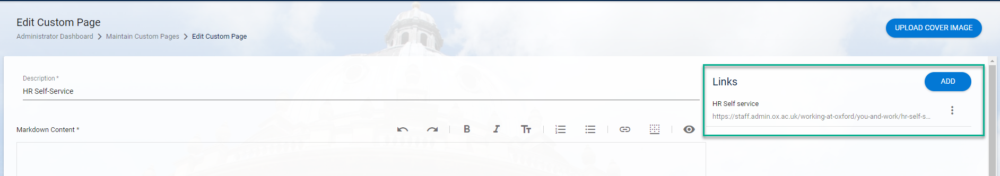 Edit Custom Page
Administrator Dashboard > Maintain Custom Pages > Edit Custom Page
UPLOAD COVER IMAGE
Description *
HR Self-Service
Markdown Content *
Links
ADD
HR Self service
https://staff.admin.ox.ac.uk/working-at-oxford/you-and-work/hr-self-s...